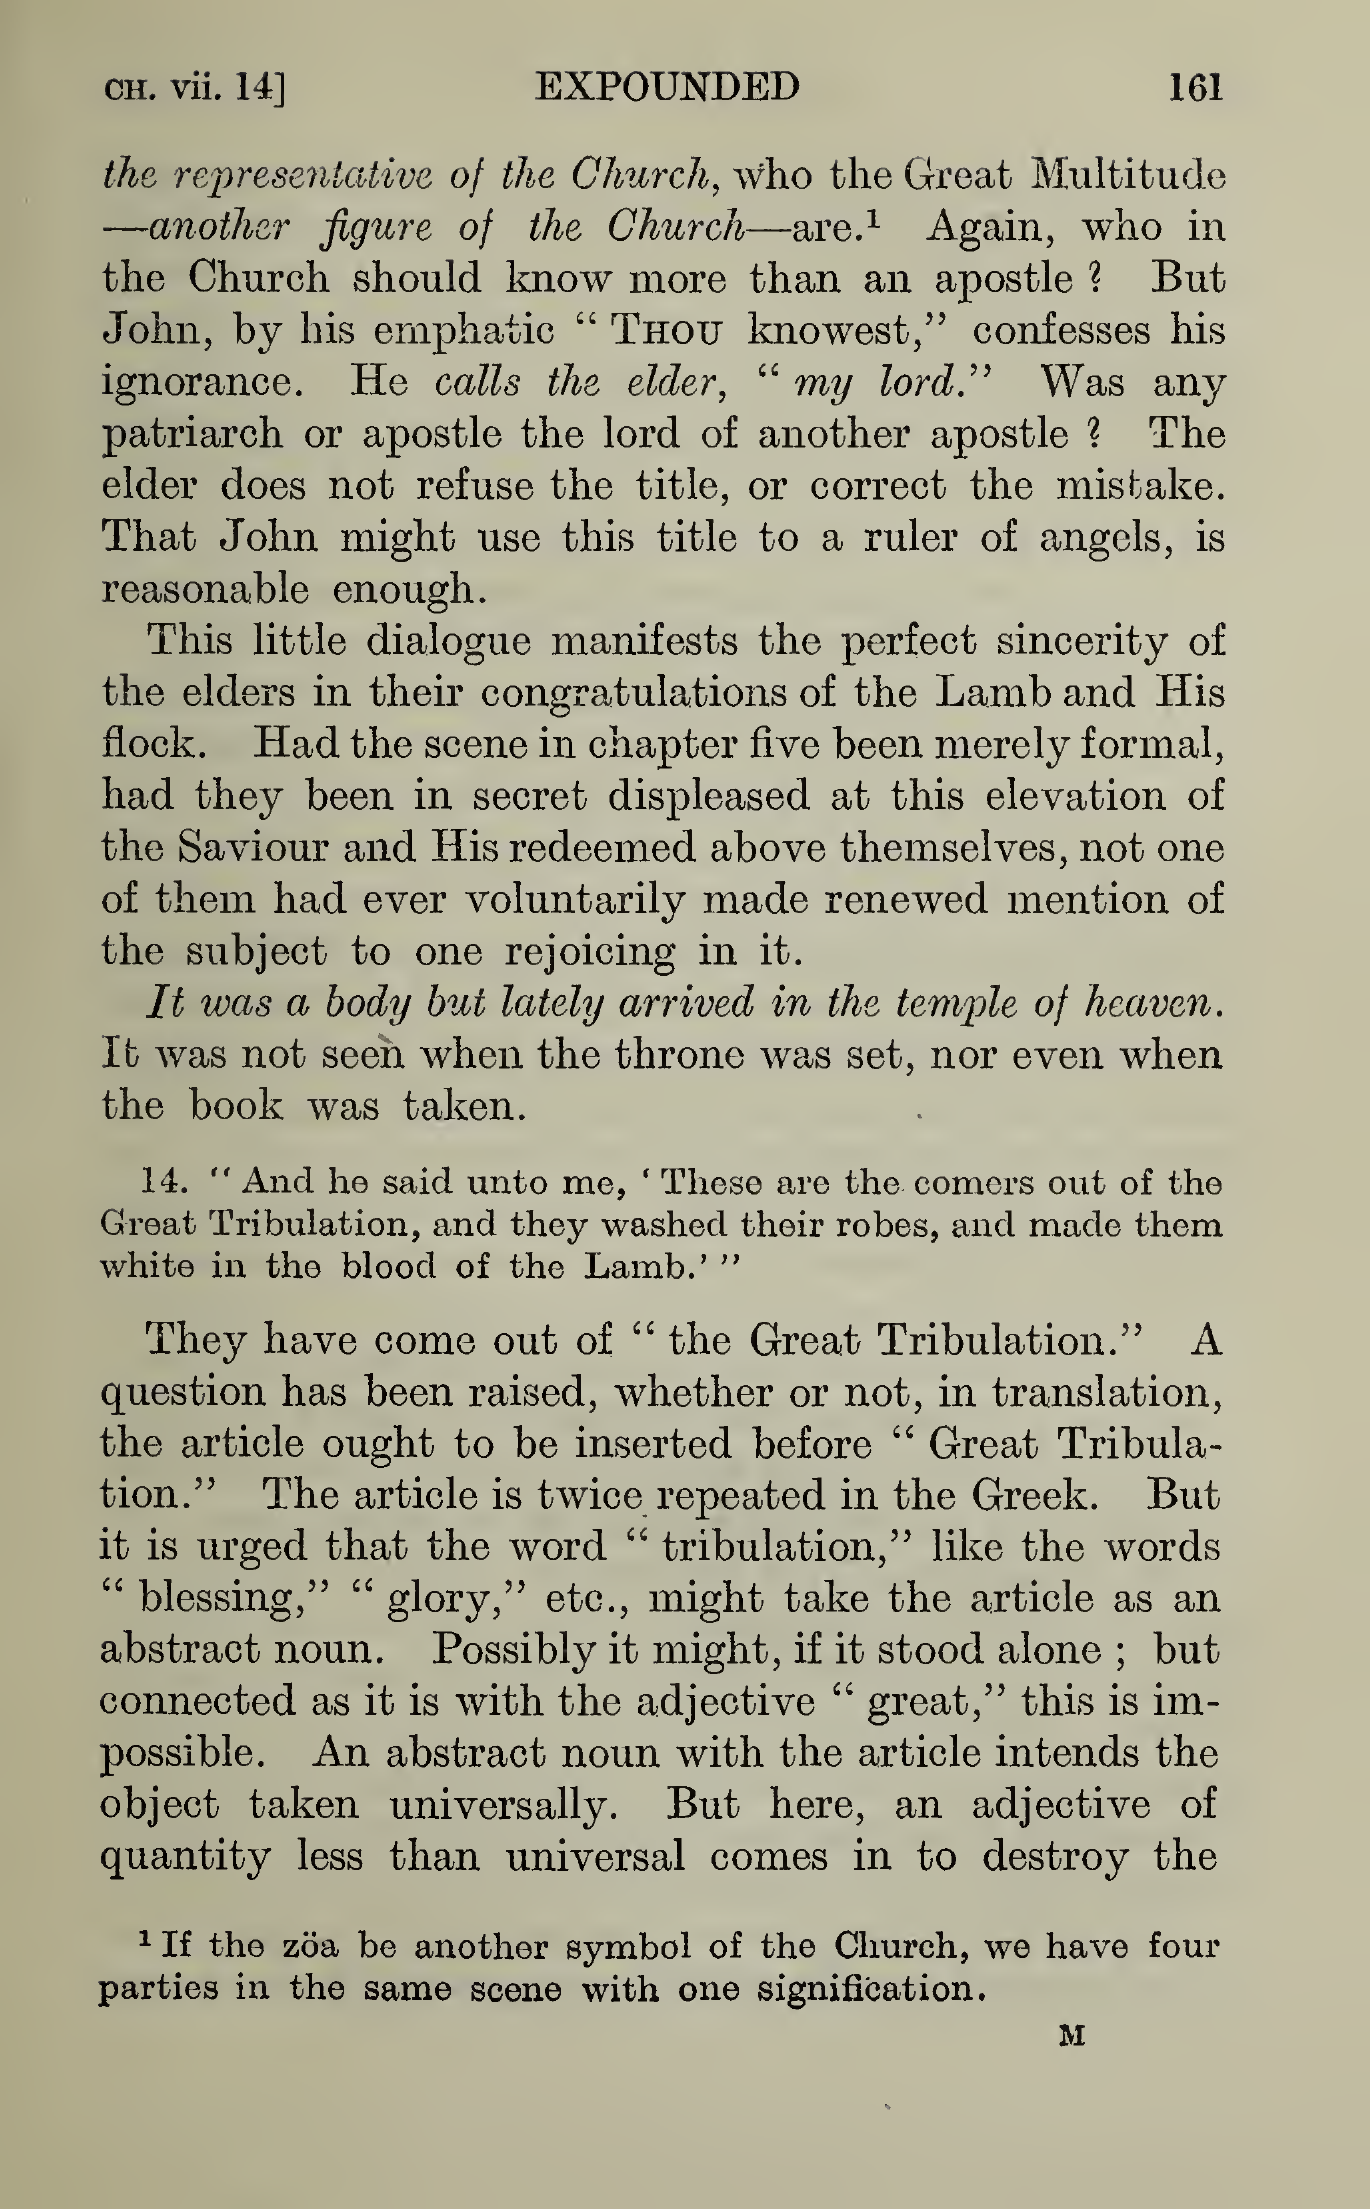 CH. vii. 14] EXPOUNDED 161
the representative of the Church, who the Great Multitude
—another figure of the Church—are.¹ Again, who in
the Church should know more than an apostle ? But
John, by his emphatic “ THOU knowest,” confesses his
ignorance. He calls the elder, “ my lord.” Was any
patriarch or apostle the lord of another apostle ? The
elder does not refuse the title, or correct the mistake.
That John might use this title to a ruler of angels, is
reasonable enough.
This little dialogue manifests the perfect sincerity of
the elders in their congratulations of the Lamb and His
flock. Had the scene in chapter five been merely formal,
had they been in secret displeased at this elevation of
the Saviour and His redeemed above themselves, not one
of them had ever voluntarily made renewed mention of
the subject to one rejoicing in it.
It was a body but lately arrived in the temple of heaven.
It was not seen when the throne was set, nor even when
the book was taken.
14. “ And he said unto me, ‘ These are the comers out of the
Great Tribulation, and they washed their robes, and made them
white in the blood of the Lamb.’ ”
They have come out of “ the Great Tribulation.” A
question has been raised, whether or not, in translation,
the article ought to be inserted before “ Great Tribula-
tion.” The article is twice repeated in the Greek. But
it is urged that the word “ tribulation,” like the words
“ blessing,” “ glory,” etc., might take the article as an
abstract noun. Possibly it might, if it stood alone ; but
connected as it is with the adjective “ great,” this is im-
possible. An abstract noun with the article intends the
object taken universally. But here, an adjective of
quantity less than universal comes in to destroy the
¹ If the zöa be another symbol of the Church, we have four
parties in the same scene with one signification.
M